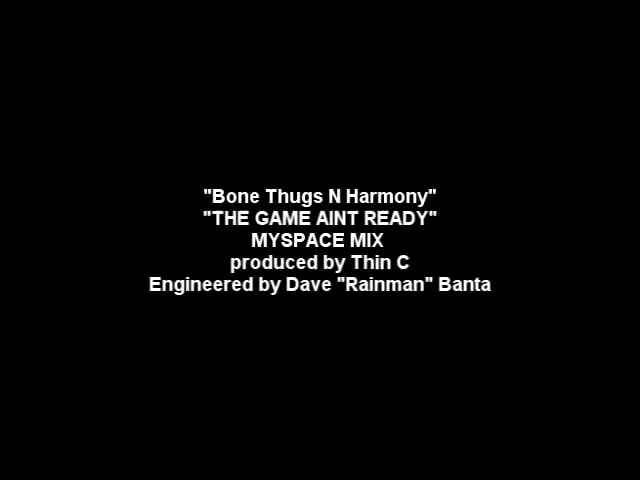 "Bone Thugs N Harmony"
"THE GAME AINT READY"
MYSPACE MIX
produced by Thin C
Engineered by Dave "Rainman" Banta